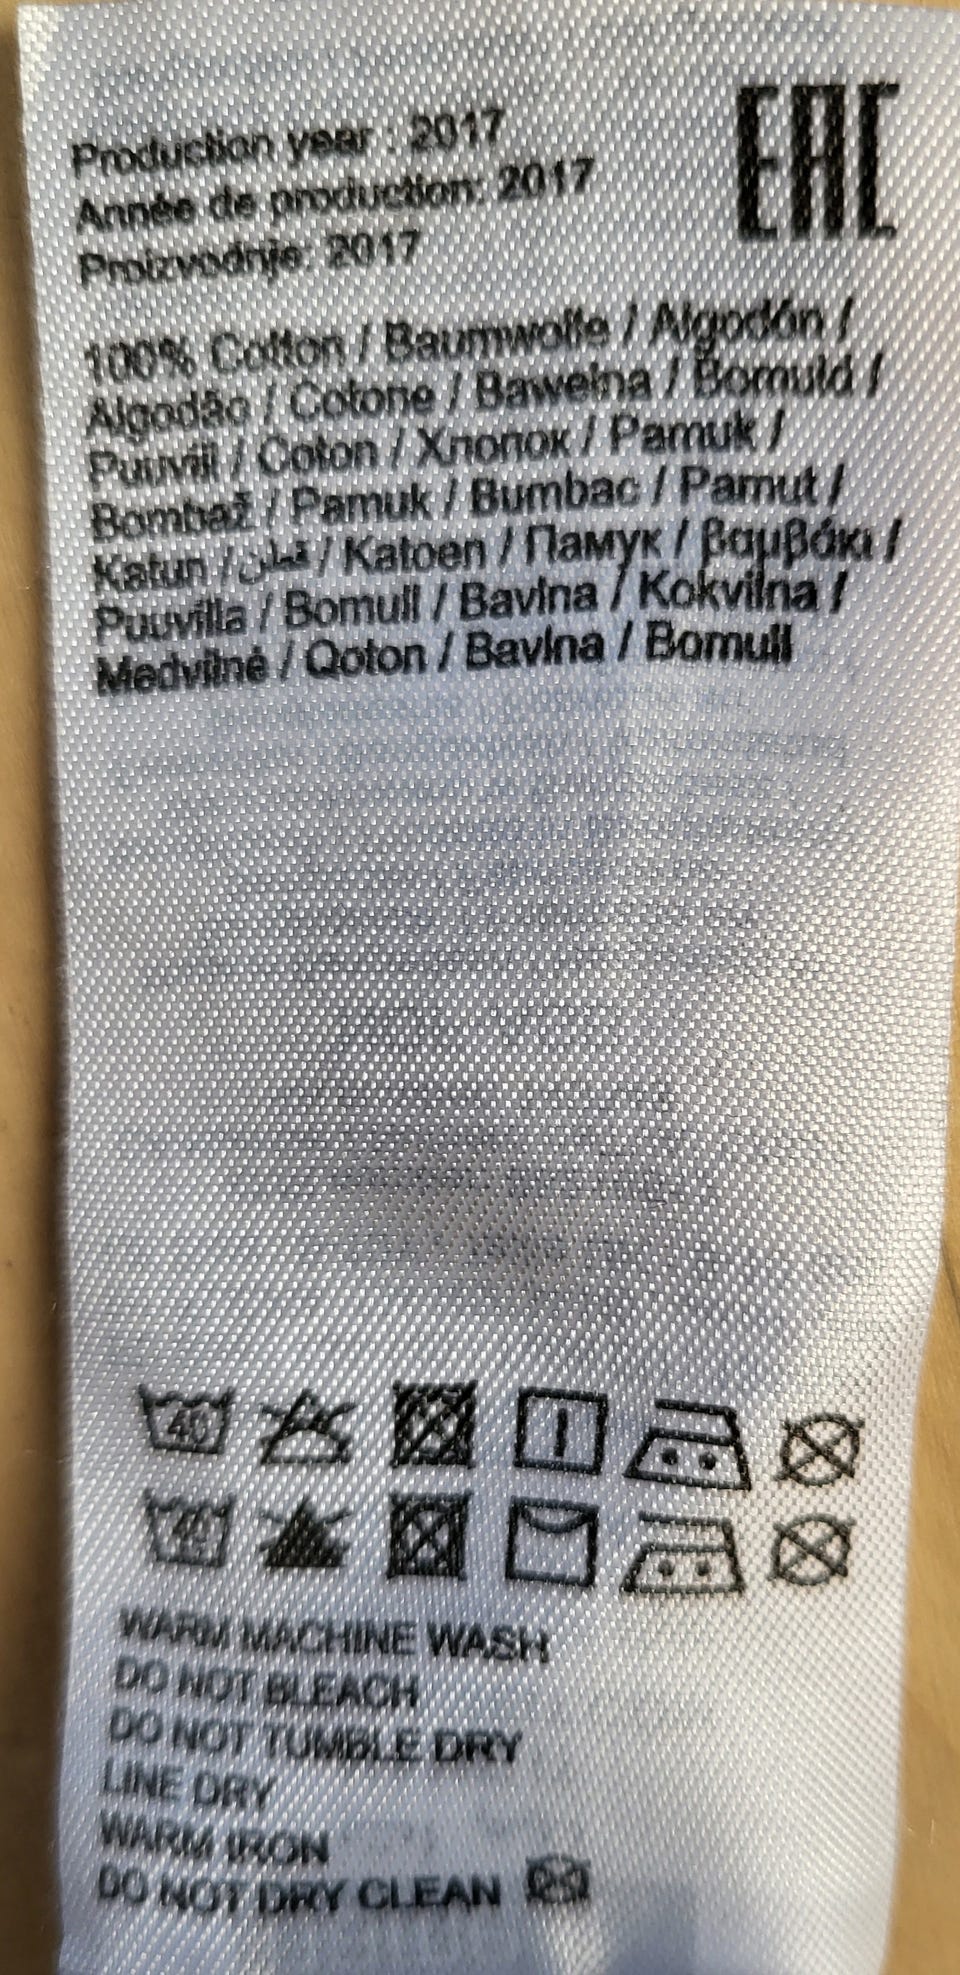 EAC
Production year : 2017
Année de production: 2017
Proizvodnje: 2017
100% Cotton / Baumwolle / Algodón /
Algodão / Cotone / Bawełna / Bomuld /
Puuvill / Coton / Хлопок / Pamuk /
Bombaž / Pamuk / Bumbac / Pamut /
Katun / قطن / Katoen / Памук / βαμβάκι /
Puuvilla / Bomull / Bavlna / Kokvilna /
Medvilnė / Qoton / Bavlna / Bomull
40
40
WARM MACHINE WASH
DO NOT BLEACH
DO NOT TUMBLE DRY
LINE DRY
WARM IRON
DO NOT DRY CLEAN